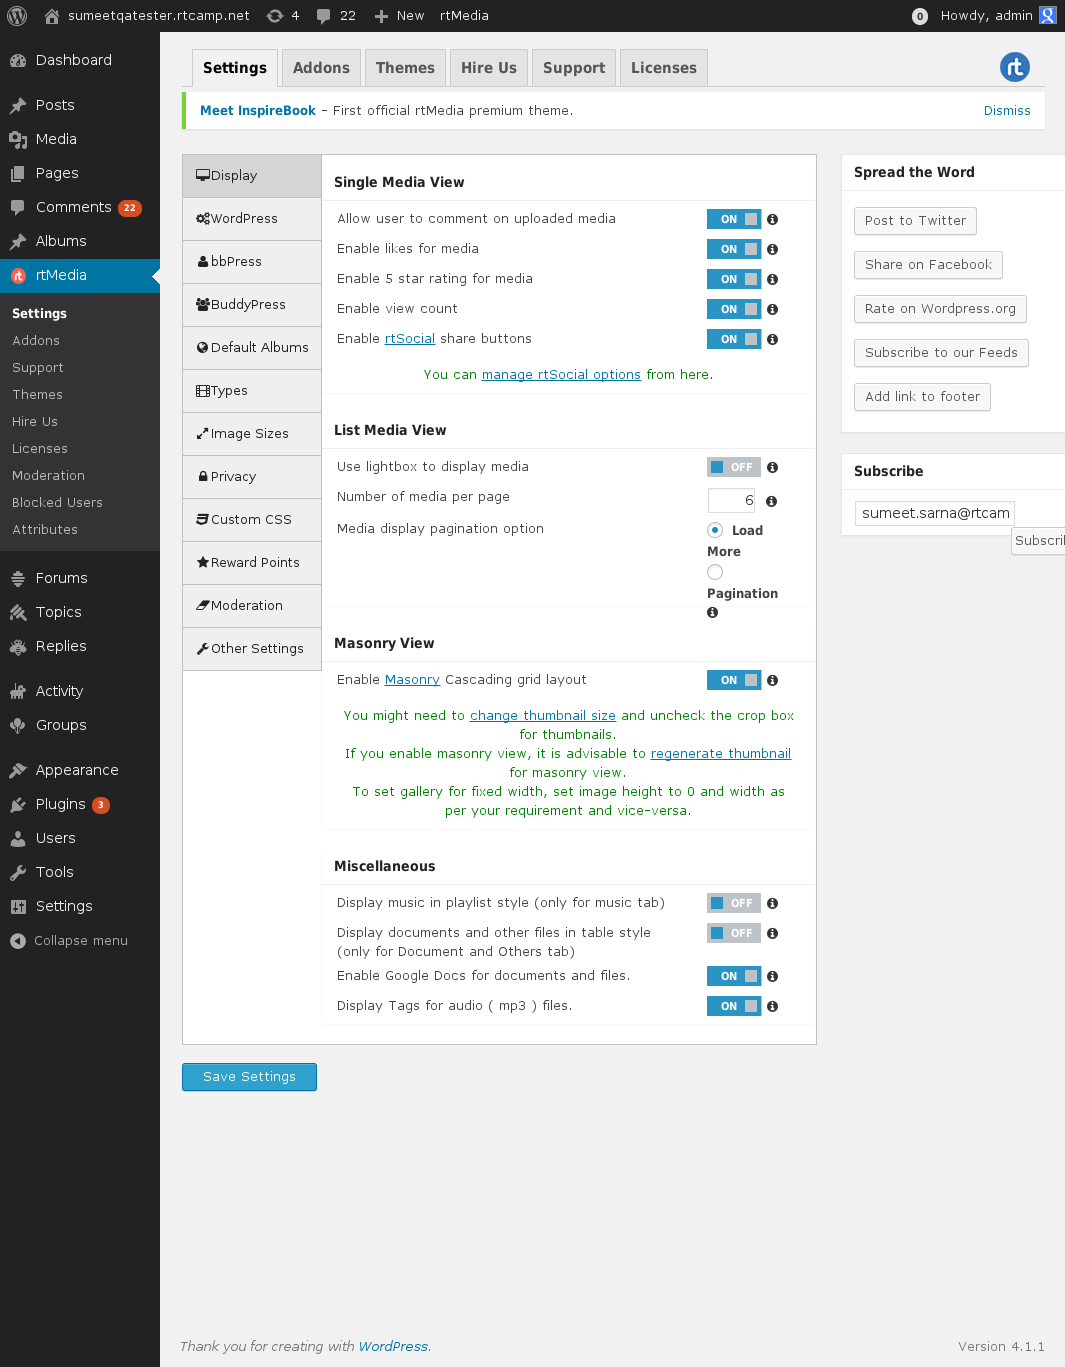 sumeetqatester.rtcamp.net 4 22 New rtMedia 0 Howdy, admin
Dashboard
Posts
Media
Pages
Comments 22
Albums
rtMedia
Settings
Addons
Support
Themes
Hire Us
Licenses
Moderation
Blocked Users
Attributes
Forums
Topics
Replies
Activity
Groups
Appearance
Plugins 3
Users
Tools
Settings
Collapse menu
Settings Addons Themes Hire Us Support Licenses
rt
Meet InspireBook - First official rtMedia premium theme. Dismiss
Display
WordPress
bbPress
BuddyPress
Default Albums
Types
Image Sizes
Privacy
Custom CSS
Reward Points
Moderation
Other Settings
Single Media View
Allow user to comment on uploaded media ON
Enable likes for media ON
Enable 5 star rating for media ON
Enable view count ON
Enable rtSocial share buttons ON
You can manage rtSocial options from here.
List Media View
Use lightbox to display media OFF
Number of media per page 6
Media display pagination option Load
More
Pagination
Masonry View
Enable Masonry Cascading grid layout ON
You might need to change thumbnail size and uncheck the crop box
for thumbnails.
If you enable masonry view, it is advisable to regenerate thumbnail
for masonry view.
To set gallery for fixed width, set image height to 0 and width as
per your requirement and vice-versa.
Miscellaneous
Display music in playlist style (only for music tab) OFF
Display documents and other files in table style OFF
(only for Document and Others tab)
Enable Google Docs for documents and files. ON
Display Tags for audio ( mp3 ) files. ON
Save Settings
Spread the Word
Post to Twitter
Share on Facebook
Rate on Wordpress.org
Subscribe to our Feeds
Add link to footer
Subscribe
sumeet.sarna@rtcam
Subscri
Thank you for creating with WordPress. Version 4.1.1